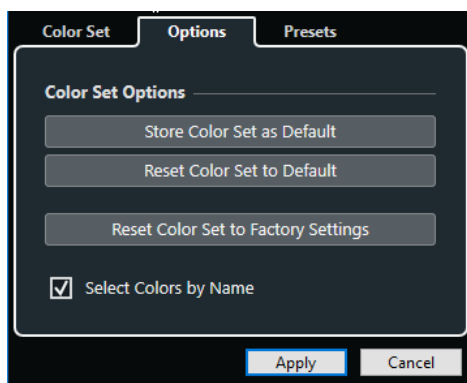 Color Set Options Presets
Color Set Options
Store Color Set as Default
Reset Color Set to Default
Reset Color Set to Factory Settings
Select Colors by Name
Apply Cancel